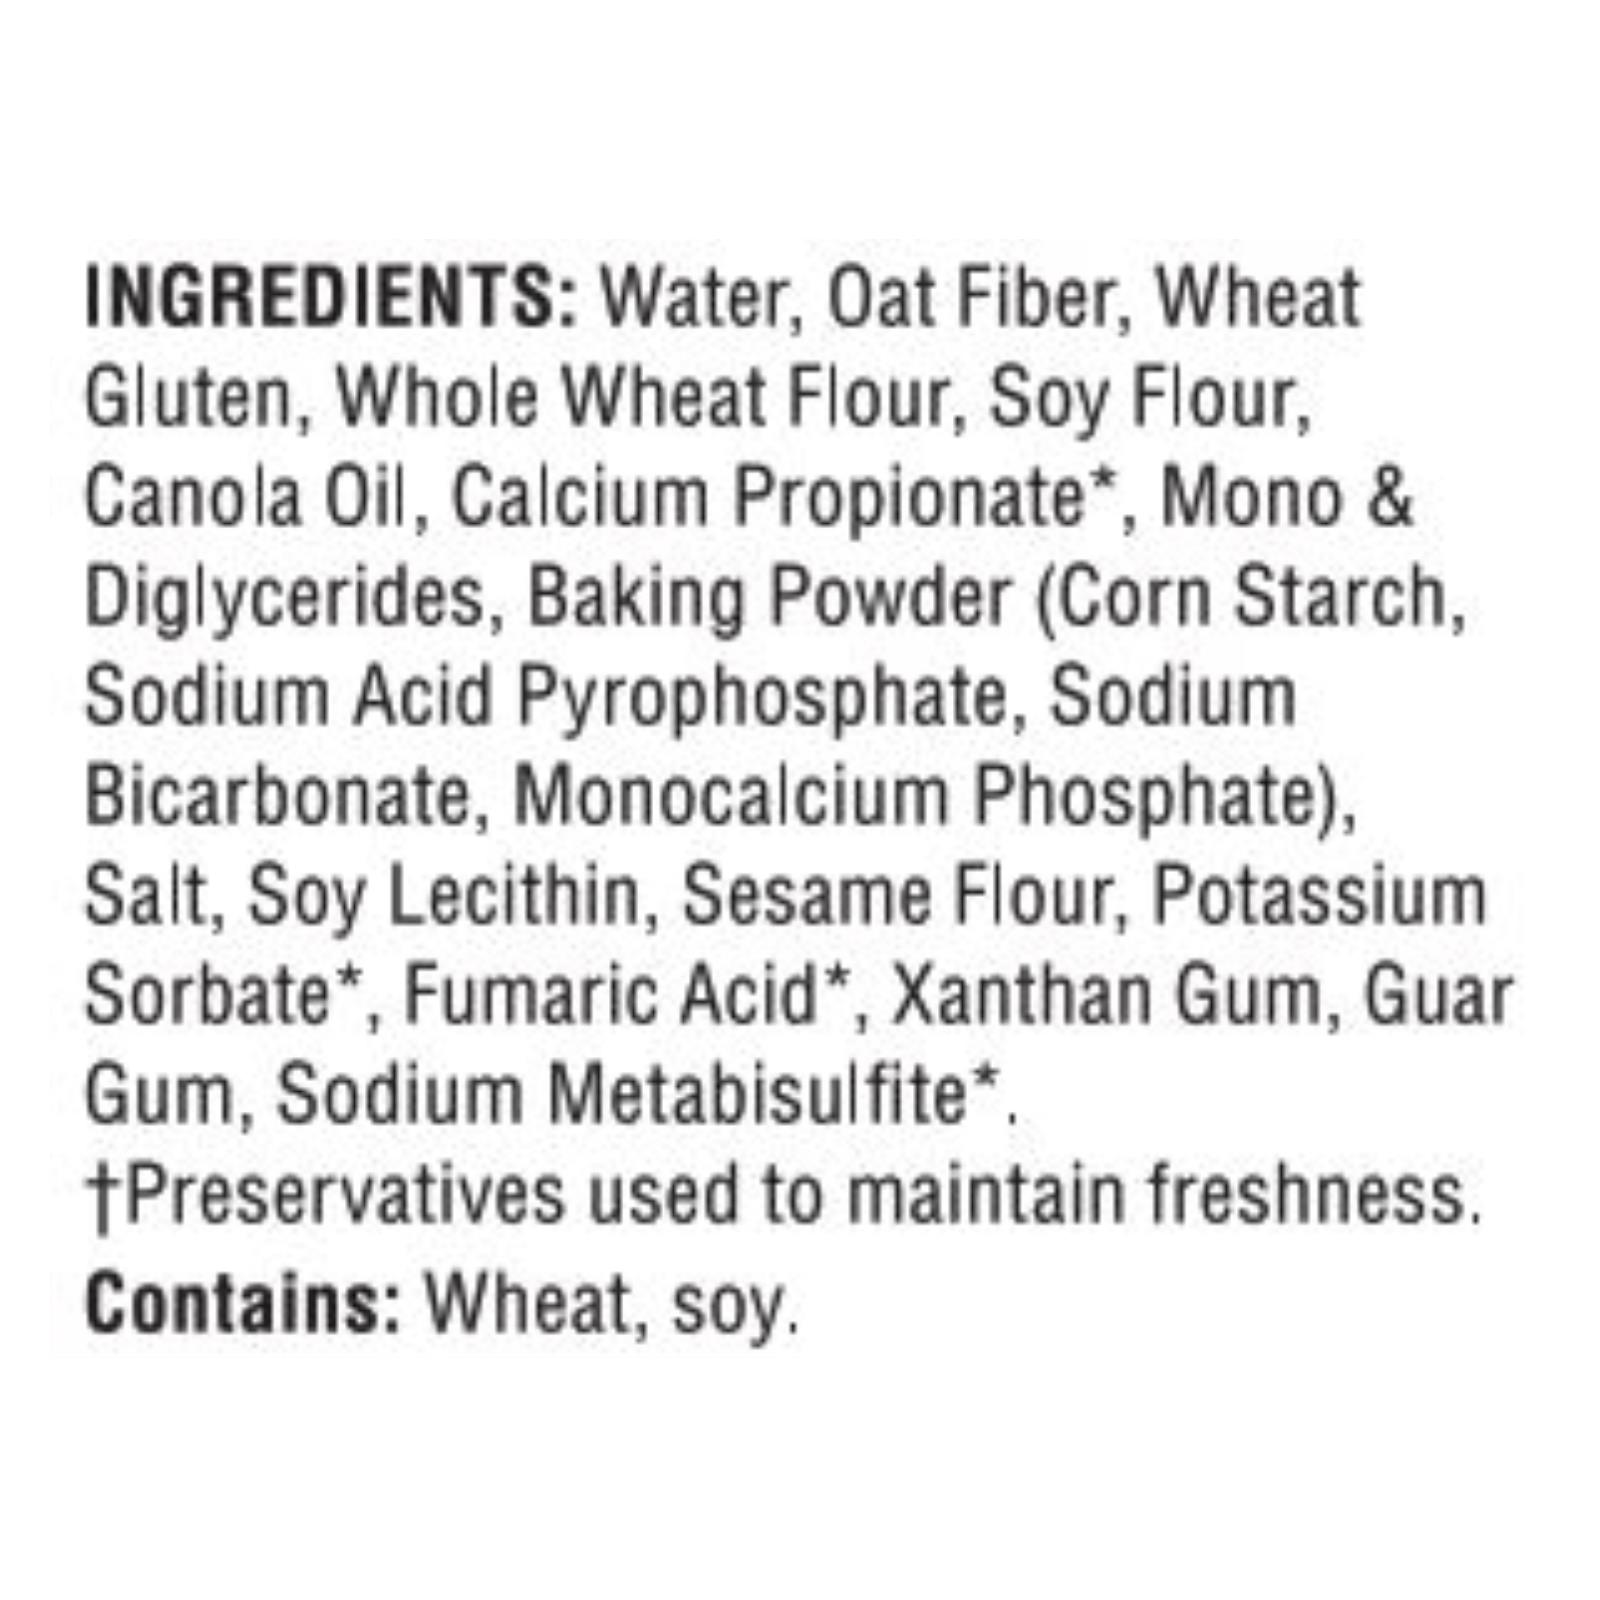 INGREDIENTS: Water, Oat Fiber, Wheat
Gluten, Whole Wheat Flour, Soy Flour,
Canola Oil, Calcium Propionate*, Mono &
Diglycerides, Baking Powder (Corn Starch,
Sodium Acid Pyrophosphate, Sodium
Bicarbonate, Monocalcium Phosphate),
Salt, Soy Lecithin, Sesame Flour, Potassium
Sorbate*, Fumaric Acid*, Xanthan Gum, Guar
Gum, Sodium Metabisulfite*.
†Preservatives used to maintain freshness.
Contains: Wheat, soy.